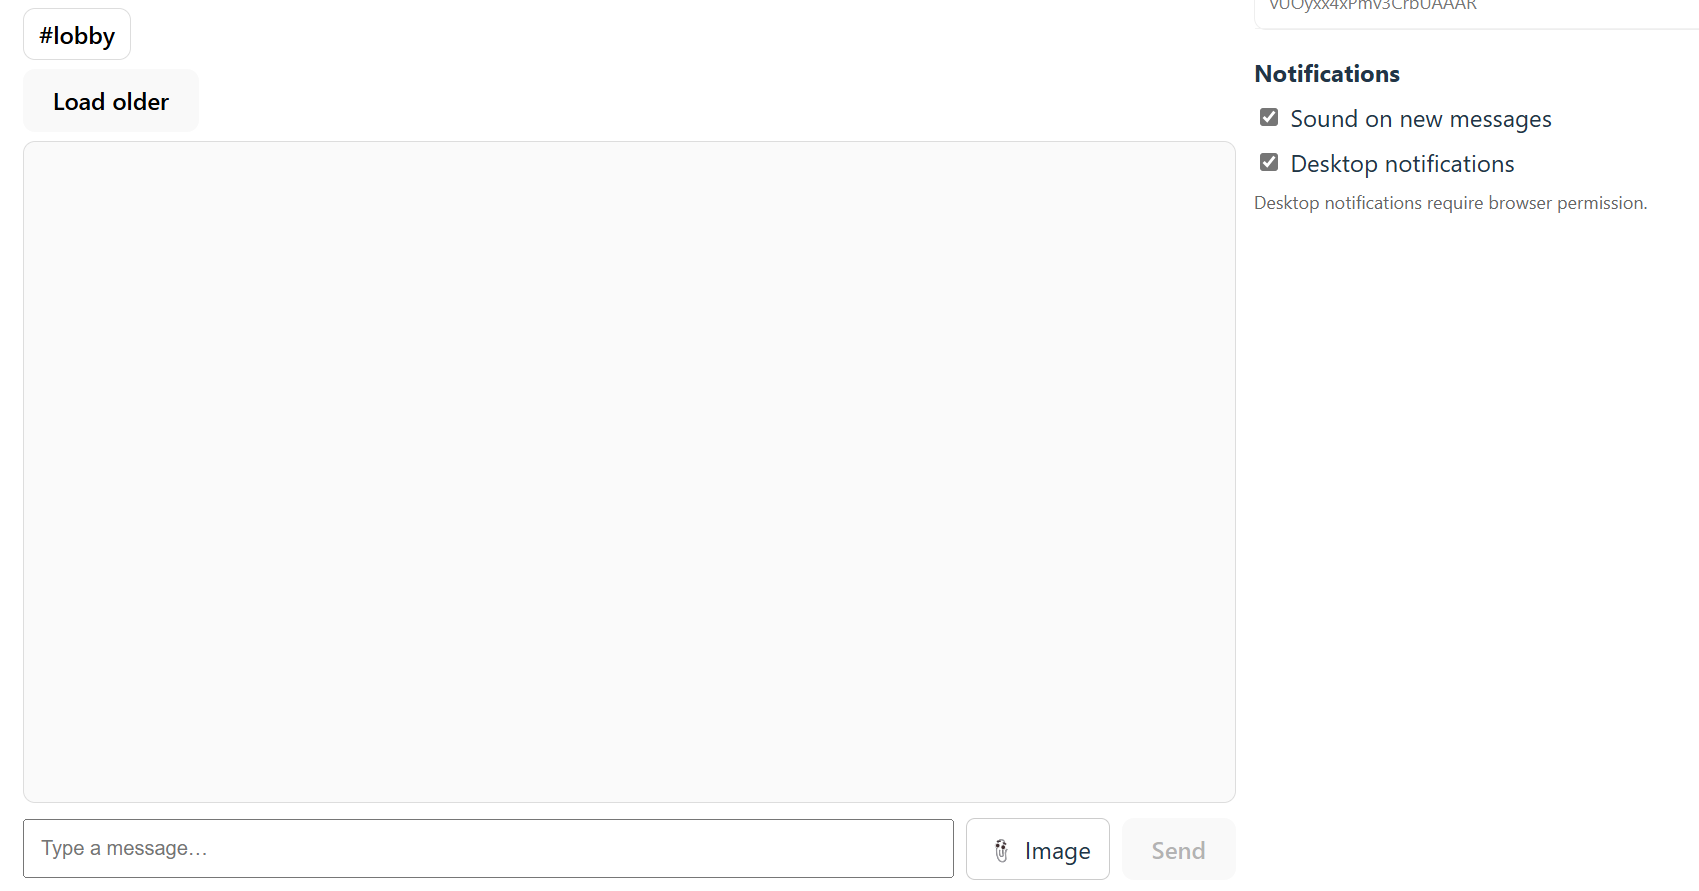 #lobby
Load older
Type a message...
Image
Send
Notifications
Sound on new messages
Desktop notifications
Desktop notifications require browser permission.